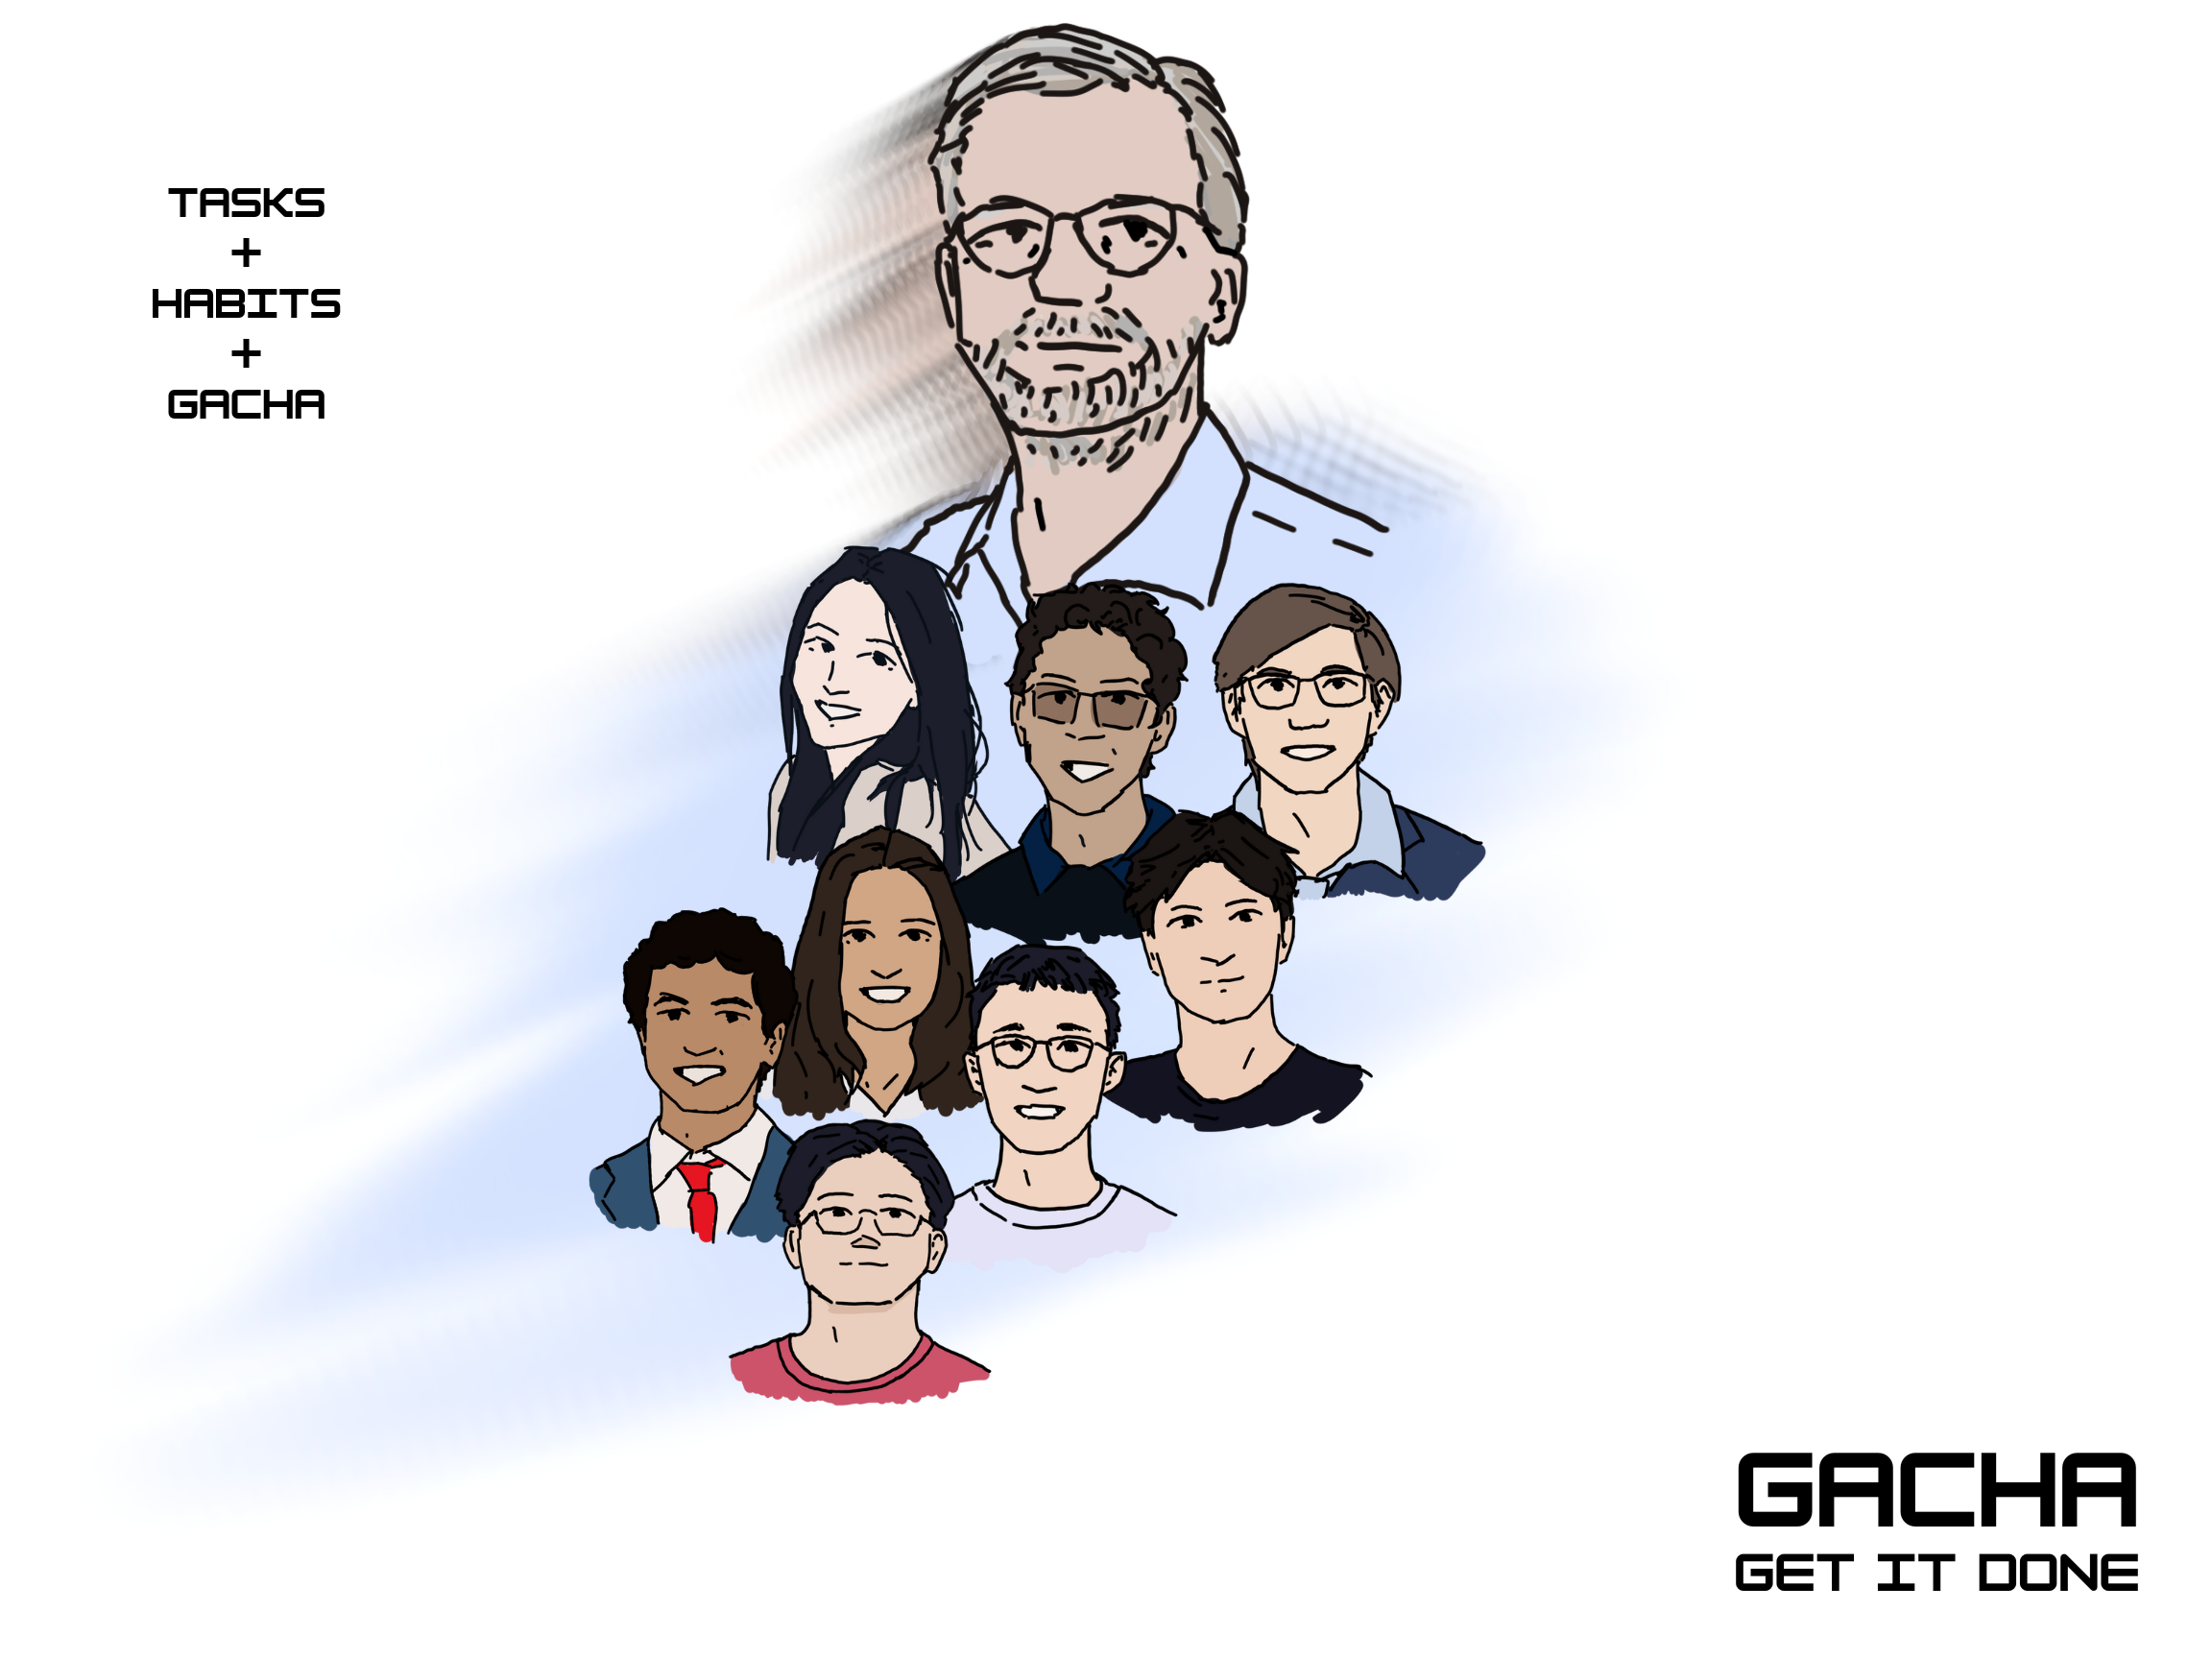 TASKS
+
HABITS
+
GACHA
GACHA
GET IT DONE